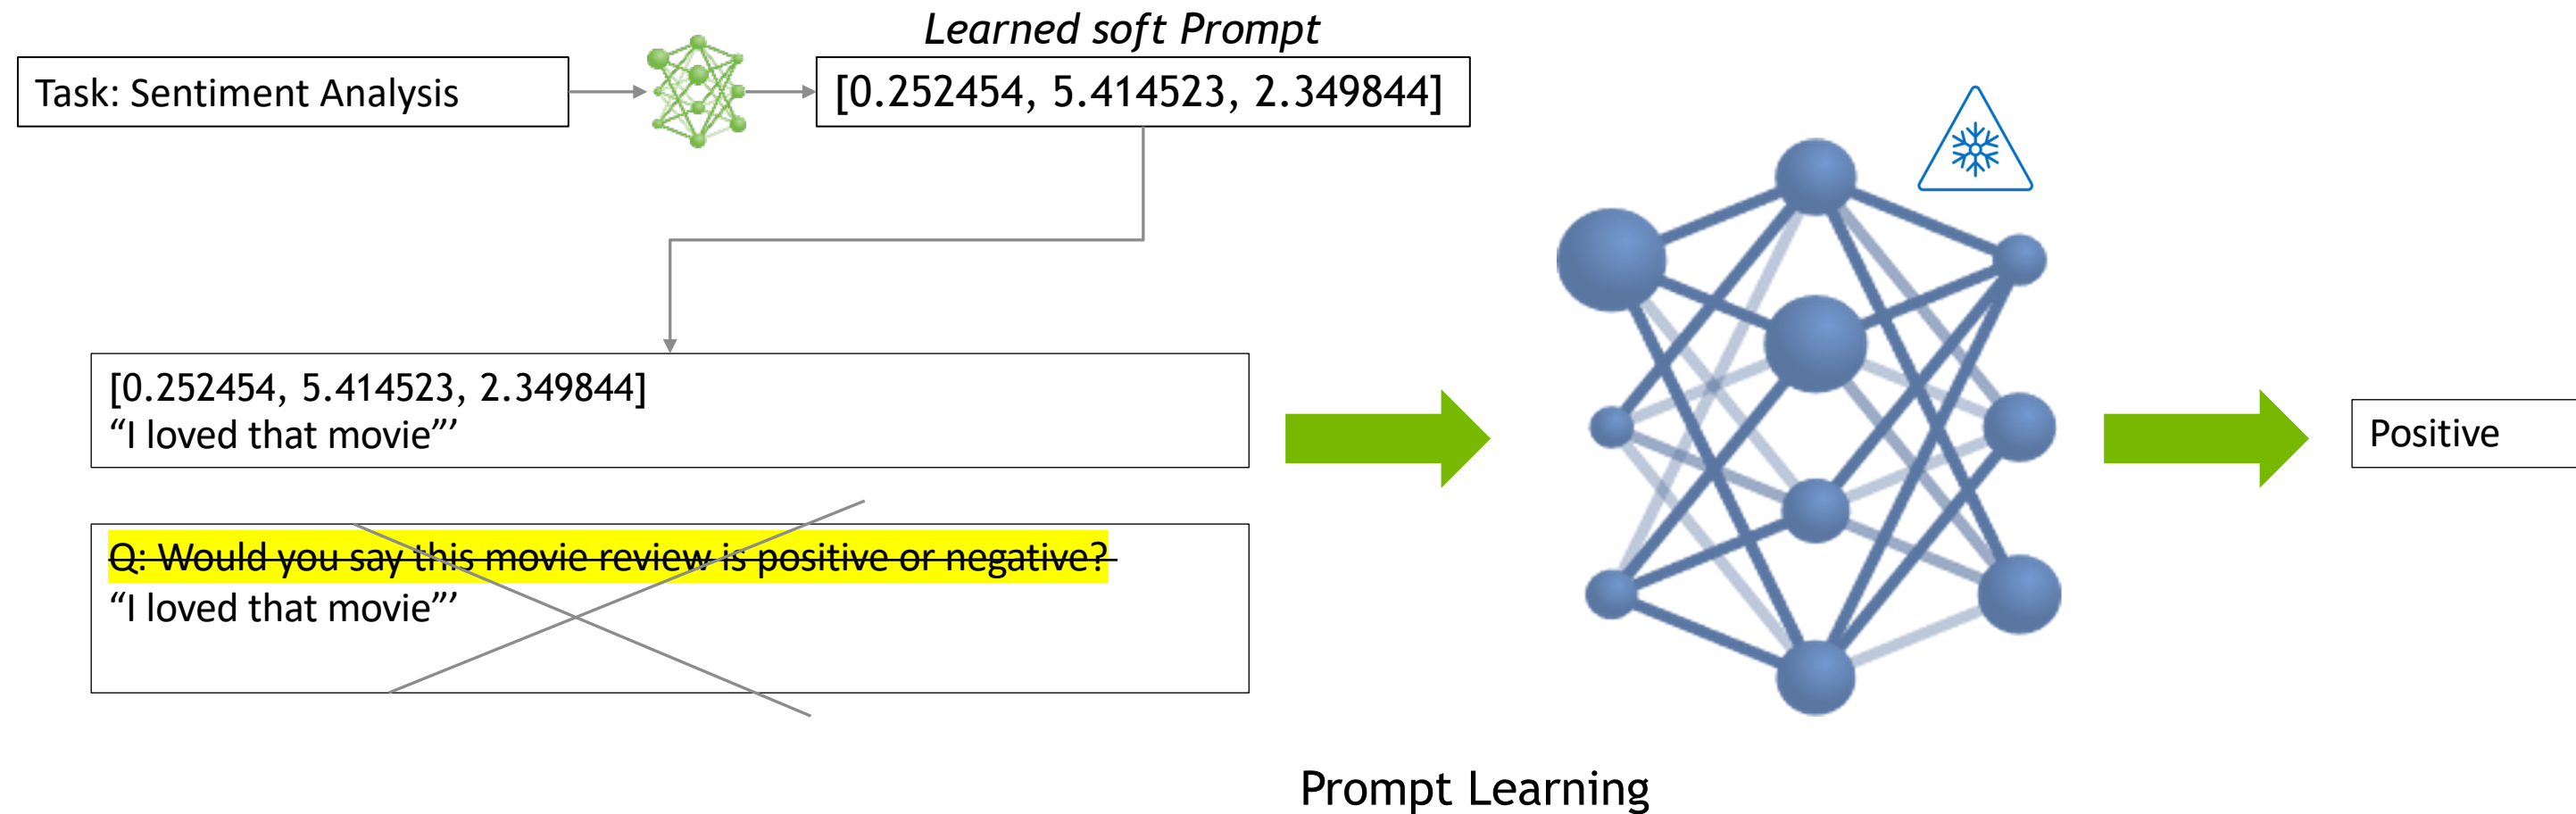 Learned soft Prompt
Task: Sentiment Analysis
[0.252454, 5.414523, 2.349844]
[0.252454, 5.414523, 2.349844]
“I loved that movie”’
Positive
Q: Would you say this movie review is positive or negative?
“I loved that movie”’
Prompt Learning